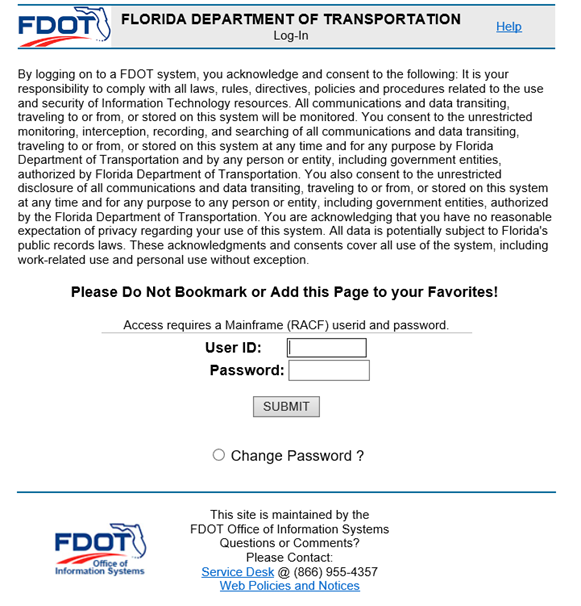 FDOT
FLORIDA DEPARTMENT OF TRANSPORTATION
Log-In
Help
By logging on to a FDOT system, you acknowledge and consent to the following: It is your
responsibility to comply with all laws, rules, directives, policies and procedures related to the use
and security of Information Technology resources. All communications and data transiting,
traveling to or from, or stored on this system will be monitored. You consent to the unrestricted
monitoring, interception, recording, and searching of all communications and data transiting,
traveling to or from, or stored on this system at any time and for any purpose by Florida
Department of Transportation and by any person or entity, including government entities,
authorized by Florida Department of Transportation. You also consent to the unrestricted
disclosure of all communications and data transiting, traveling to or from, or stored on this system
at any time and for any purpose to any person or entity, including government entities, authorized
by the Florida Department of Transportation. You are acknowledging that you have no reasonable
expectation of privacy regarding your use of this system. All data is potentially subject to Florida's
public records laws. These acknowledgments and consents cover all use of the system, including
work-related use and personal use without exception.
Please Do Not Bookmark or Add this Page to your Favorites!
Access requires a Mainframe (RACF) userid and password.
User ID:
Password:
SUBMIT
Change Password ?
FDOT
Office of
Information Systems
This site is maintained by the
FDOT Office of Information Systems
Questions or Comments?
Please Contact:
Service Desk @ (866) 955-4357
Web Policies and Notices